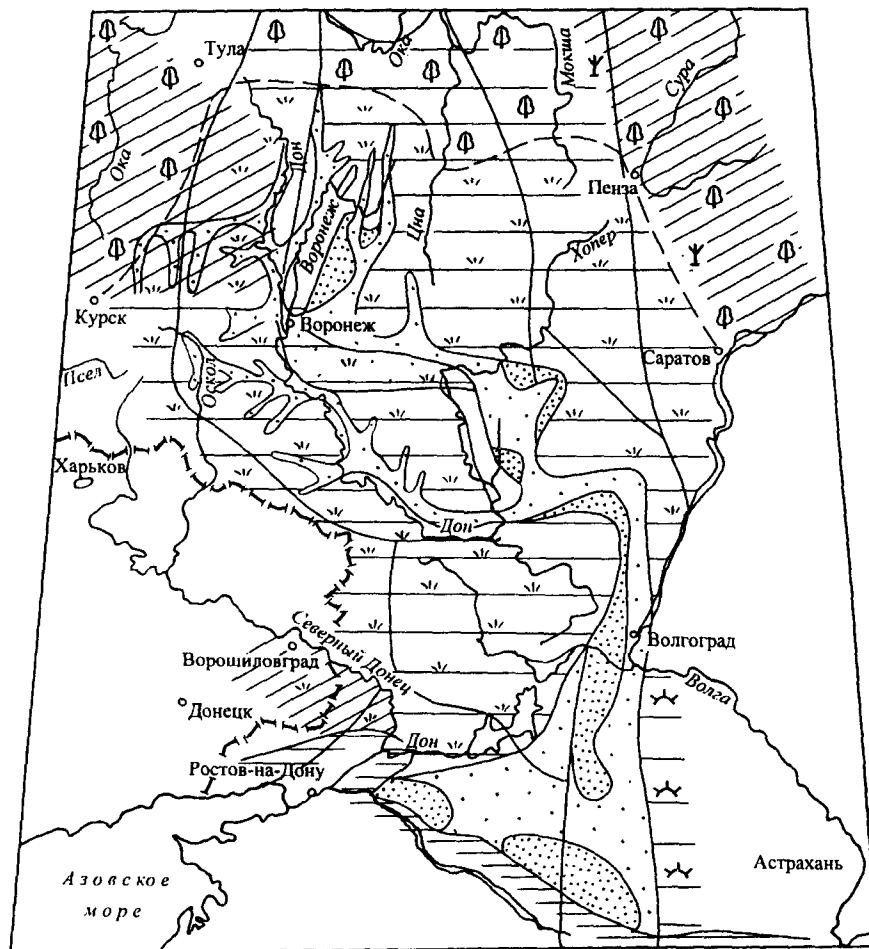 Тула
Ока
Мокша
Сура
Ока
Дон
Пенза
Воронеж
Цна
Хопер
Курск
Воронеж
Саратов
Псел
Оскол
Харьков
Дон
Северный Донец
Волгоград
Ворошиловград
Волга
Донецк
Дон
Ростов-на-Дону
Астрахань
Азовское
море